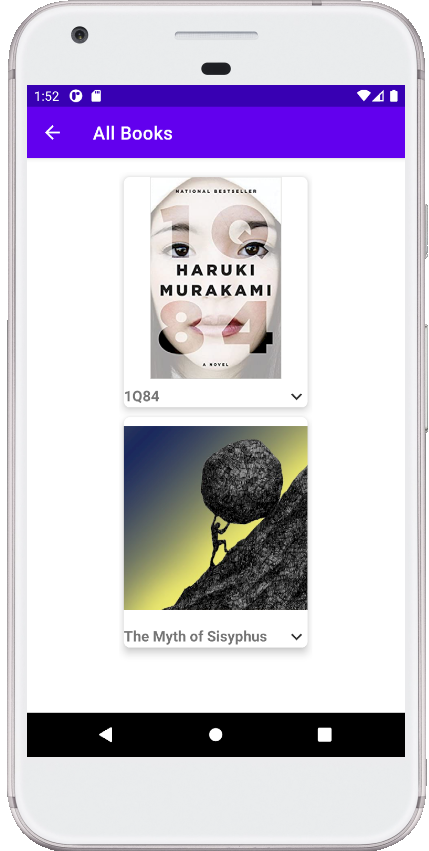 1:52
All Books
NATIONAL BESTSELLER
1Q
HARUKI
MURAKAMI
84
A NOVEL
1Q84
The Myth of Sisyphus